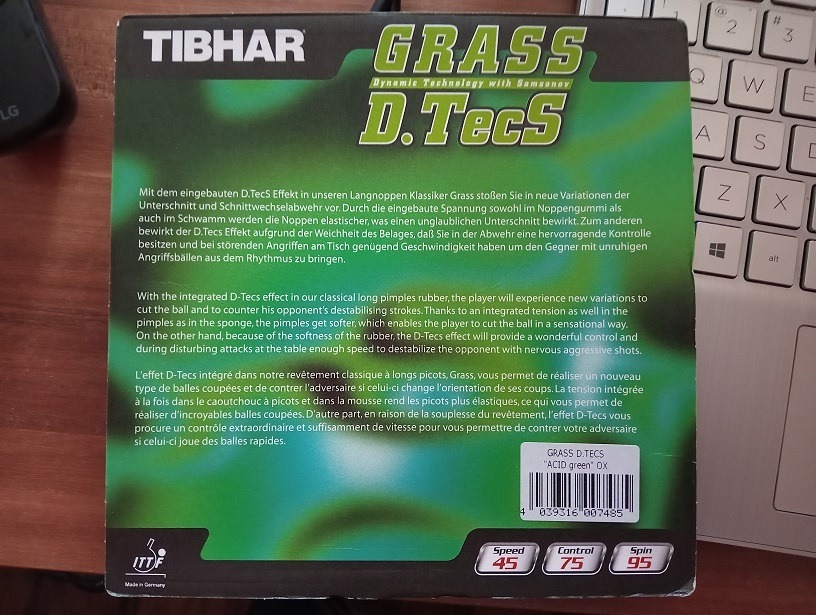 TIBHAR
GRASS
Dynamic Technology with Samsonov
D.TecS
Mit dem eingebauten D.TecS Effekt in unseren Langnoppen Klassiker Grass stoßen Sie in neue Variationen der
Unterschnitt und Schnittwechselabwehr vor. Durch die eingebaute Spannung sowohl im Noppengummi als
auch im Schwamm werden die Noppen elastischer, was einen unglaublichen Unterschnitt bewirkt. Zum anderen
bewirkt der D.Tecs Effekt aufgrund der Weichheit des Belages, daß Sie in der Abwehr eine hervorragende Kontrolle
besitzen und bei störenden Angriffen am Tisch genügend Geschwindigkeit haben um den Gegner mit unruhigen
Angriffsbällen aus dem Rhythmus zu bringen.
With the integrated D-Tecs effect in our classical long pimples rubber, the player will experience new variations to
cut the ball and to counter his opponent's destabilising strokes. Thanks to an integrated tension as well in the
pimples as in the sponge, the pimples get softer, which enables the player to cut the ball in a sensational way.
On the other hand, because of the softness of the rubber, the D-Tecs effect will provide a wonderful control and
during disturbing attacks at the table enough speed to destabilize the opponent with nervous aggressive shots.
L'effet D-Tecs intégré dans notre revêtement classique à longs picots, Grass, vous permet de réaliser un nouveau
type de balles coupées et de contrer l'adversaire si celui-ci change l'orientation de ses coups. La tension intégrée
à la fois dans le caoutchouc à picots et dans la mousse rend les picots plus élastiques, ce qui vous permet de
réaliser d'incroyables balles coupées. D'autre part, en raison de la souplesse du revêtement, l'effet D-Tecs vous
procure un contrôle extraordinaire et suffisamment de vitesse pour vous permettre de contrer votre adversaire
si celui-ci joue des balles rapides.
GRASS D.TECS
"ACID green" OX
4 039316 007485
ITTF
Made in Germany
Speed
45
Control
75
Spin
95
LG
@
2
#
3
Q
W
E
A
S
D
Z
X
alt